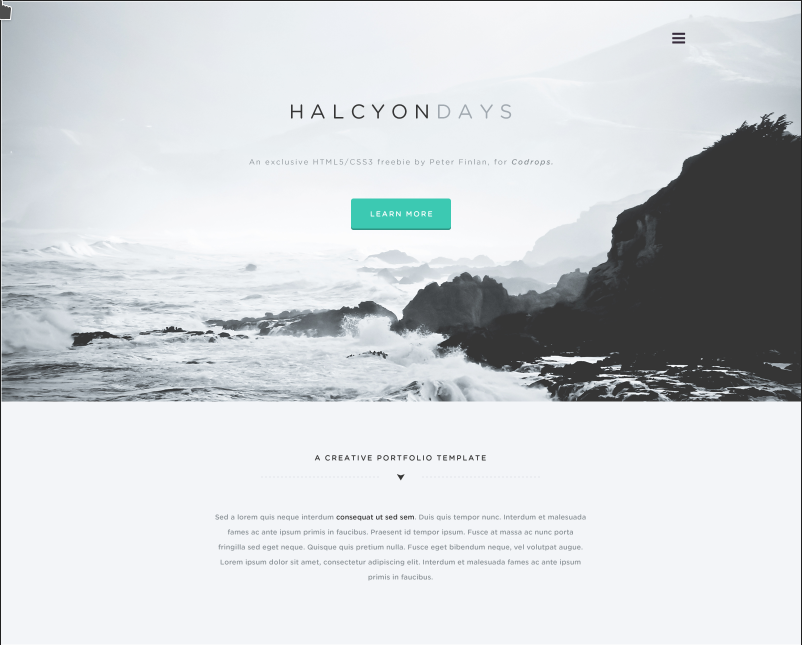 HALCYONDAYS
An exclusive HTML5/CSS3 freebie by Peter Finlan, for Codrops.
LEARN MORE
A CREATIVE PORTFOLIO TEMPLATE
Sed a lorem quis neque interdum consequat ut sed sem. Duis quis tempor nunc. Interdum et malesuada
fames ac ante ipsum primis in faucibus. Praesent id tempor ipsum. Fusce at massa ac nunc porta
fringilla sed eget neque. Quisque quis pretium nulla. Fusce eget bibendum neque, vel volutpat augue.
Lorem ipsum dolor sit amet, consectetur adipiscing elit. Interdum et malesuada fames ac ante ipsum
primis in faucibus.